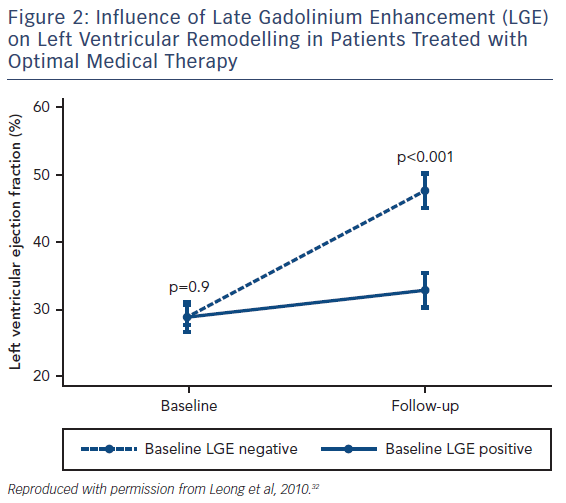 Figure 2: Influence of Late Gadolinium Enhancement (LGE)
on Left Ventricular Remodelling in Patients Treated with
Optimal Medical Therapy
Left ventricular ejection fraction (%)
60
50
40
30
20
p=0.9
p<0.001
Baseline
Follow-up
Baseline LGE negative
Baseline LGE positive
Reproduced with permission from Leong et al, 2010.³²